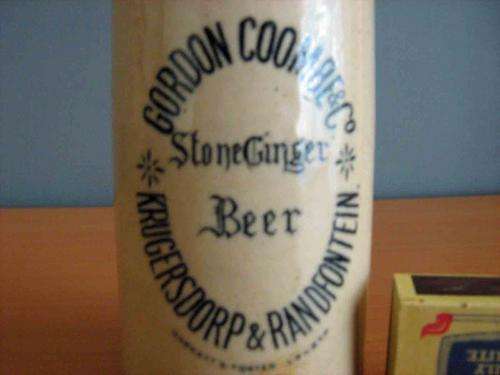 GORDON COOMBE & Co
Stone Ginger
Beer
KRUGERSDORP & RANDFONTEIN.